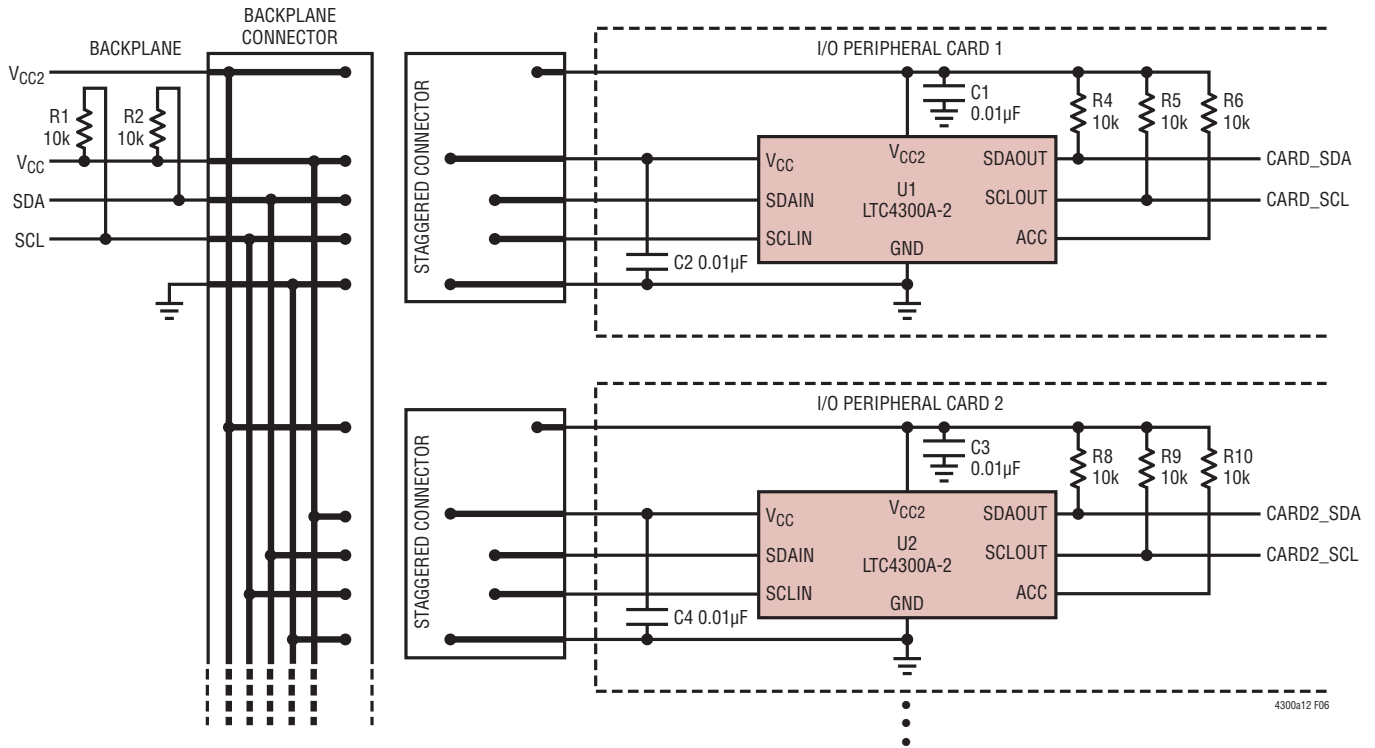 BACKPLANE
CONNECTOR
BACKPLANE
VCC2
R1
10k
R2
10k
VCC
SDA
SCL
STAGGERED CONNECTOR
I/O PERIPHERAL CARD 1
C1
0.01µF
R4
10k
R5
10k
R6
10k
VCC
VCC2
SDAOUT
CARD_SDA
SDAIN
U1
LTC4300A-2
SCLOUT
CARD_SCL
SCLIN
GND
ACC
C2 0.01µF
STAGGERED CONNECTOR
I/O PERIPHERAL CARD 2
C3
0.01µF
R8
10k
R9
10k
R10
10k
VCC
VCC2
SDAOUT
CARD2_SDA
SDAIN
U2
LTC4300A-2
SCLOUT
CARD2_SCL
SCLIN
GND
ACC
C4 0.01µF
4300a12 F06